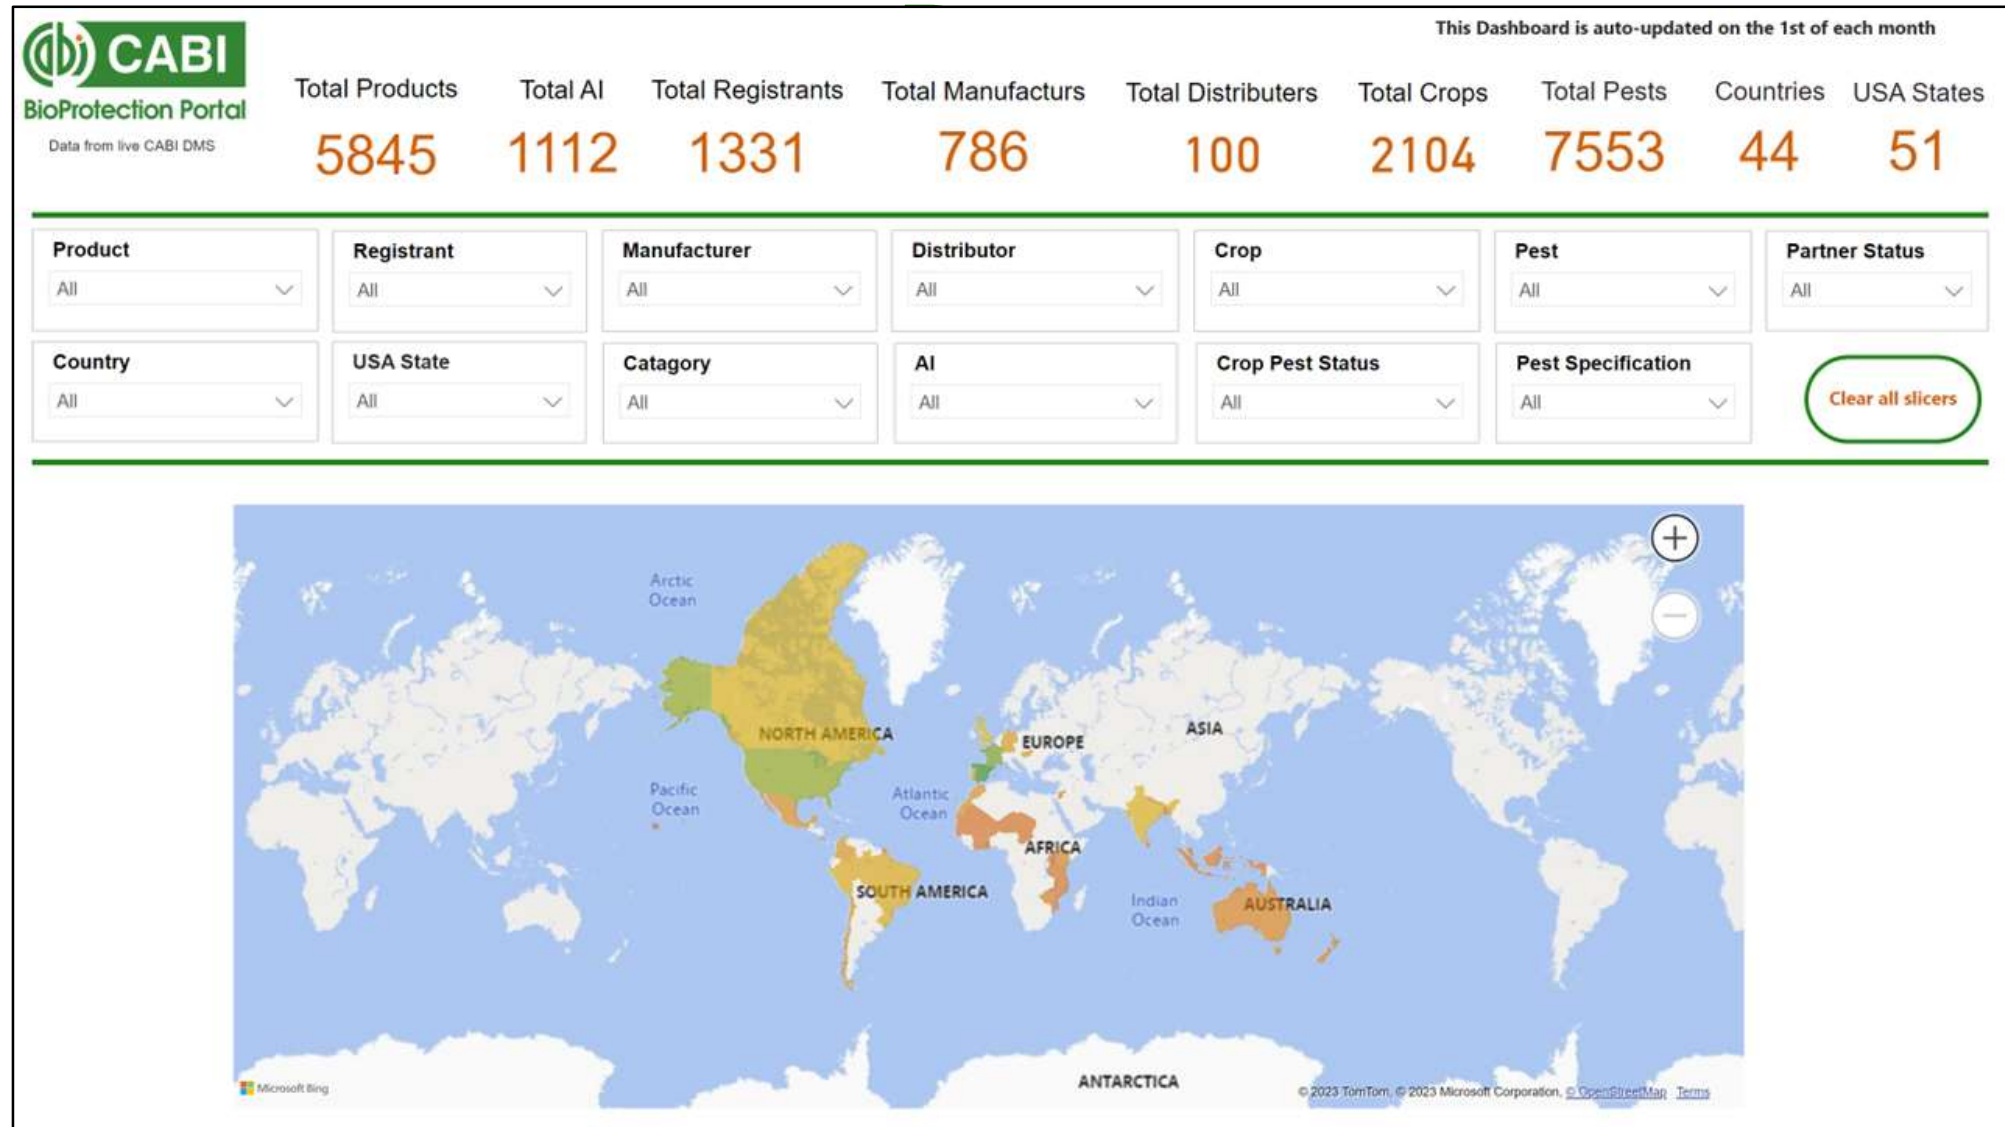 This Dashboard is auto-updated on the 1st of each month
CABI
BioProtection Portal
Data from live CABI DMS
Total Products Total AI Total Registrants Total Manufacturs Total Distributers Total Crops Total Pests Countries USA States
5845 1112 1331 786 100 2104 7553 44 51
Product Registrant Manufacturer Distributor Crop Pest Partner Status
All All All All All All All
Country USA State Catagory AI Crop Pest Status Pest Specification
All All All All All All
Clear all slicers
Arctic
Ocean
NORTH AMERICA
EUROPE
ASIA
Pacific
Ocean
Atlantic
Ocean
AFRICA
SOUTH AMERICA
Indian
Ocean
AUSTRALIA
ANTARCTICA
Microsoft Bing
© 2023 TomTom, © 2023 Microsoft Corporation, © OpenStreetMap Terms